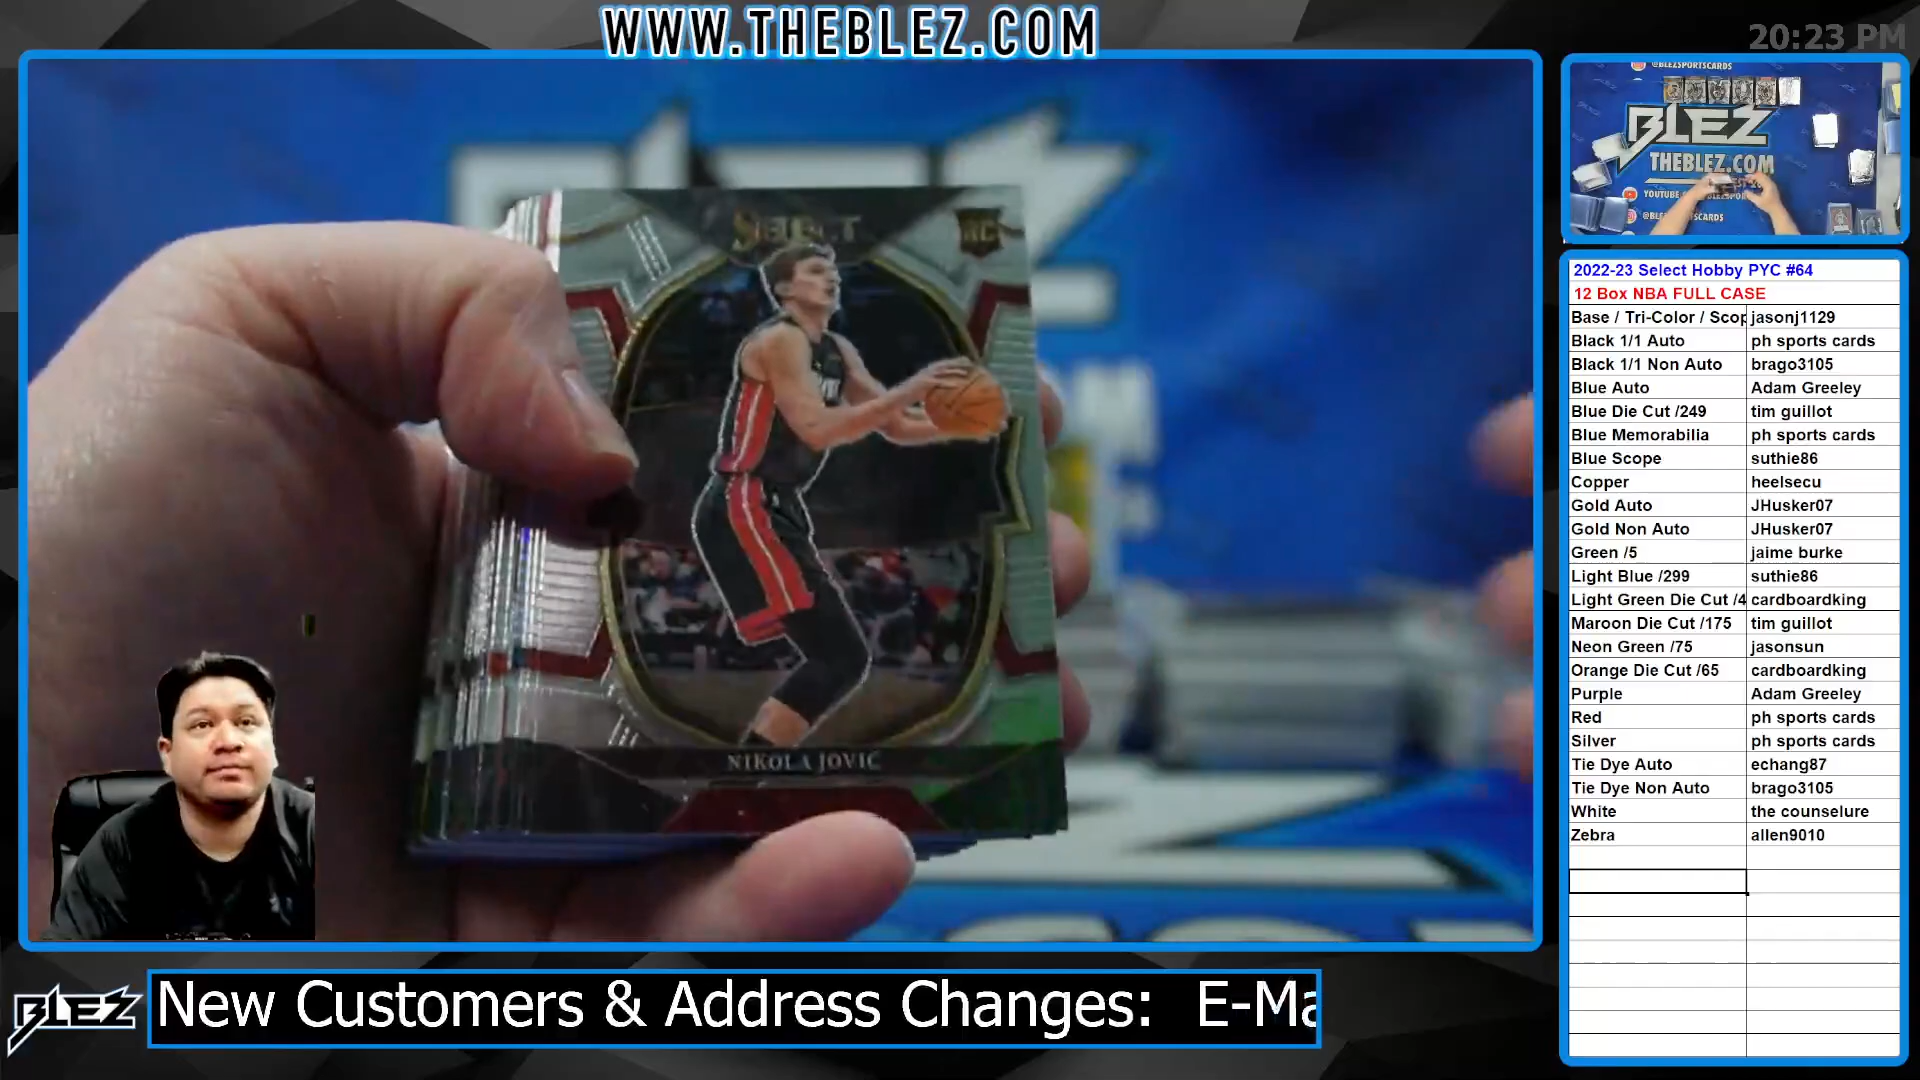 WWW.THEBLEZ.COM
20:23 PM
@BLEZSPORTSCARDS
BLEZ
THEBLEZ.COM
YOUTUBE
SELECT
RC
NIKOLA JOVIC
2022-23 Select Hobby PYC #64
12 Box NBA FULL CASE
Base / Tri-Color / Scop jasonj1129
Black 1/1 Auto ph sports cards
Black 1/1 Non Auto brago3105
Blue Auto Adam Greeley
Blue Die Cut /249 tim guillot
Blue Memorabilia ph sports cards
Blue Scope suthie86
Copper heelsecu
Gold Auto JHusker07
Gold Non Auto JHusker07
Green /5 jaime burke
Light Blue /299 suthie86
Light Green Die Cut /4 cardboardking
Maroon Die Cut /175 tim guillot
Neon Green /75 jasonsun
Orange Die Cut /65 cardboardking
Purple Adam Greeley
Red ph sports cards
Silver ph sports cards
Tie Dye Auto echang87
Tie Dye Non Auto brago3105
White the counselure
Zebra allen9010
BLEZ
New Customers & Address Changes: E-Ma